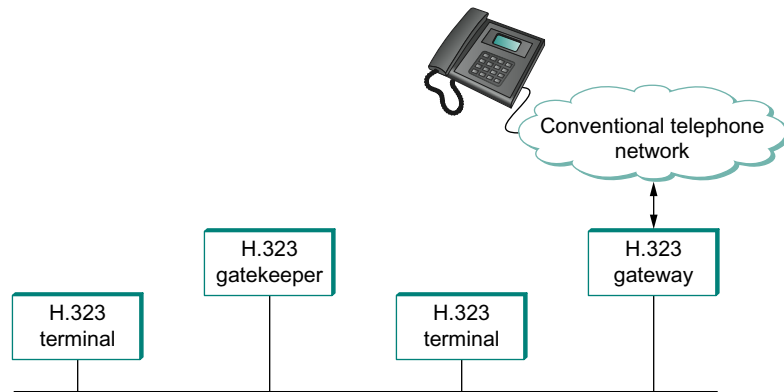 Conventional telephone
network
H.323
gatekeeper
H.323
gateway
H.323
terminal
H.323
terminal